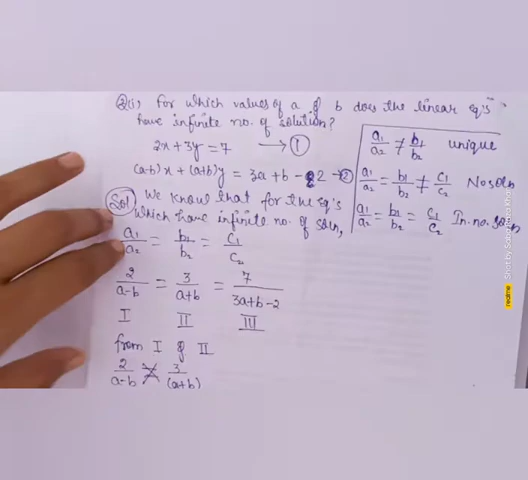 Q2(i) For which values of a & b does the linear eq's
have infinite no. of solution?
2x + 3y = 7 → ①
(a-b)x + (a+b)y = 3a + b - 2 → ②
Sol We know that for the eq's
which have infinite no. of soln,
a1/a2 = b1/b2 = c1/c2
2/a-b = 3/a+b = 7/3a+b-2
I II III
from I & II
2/a-b 3/(a+b)
a1/a2 ≠ b1/b2 unique
a1/a2 = b1/b2 ≠ c1/c2 No soln
a1/a2 = b1/b2 = c1/c2 In. no. soln
realme Shot by